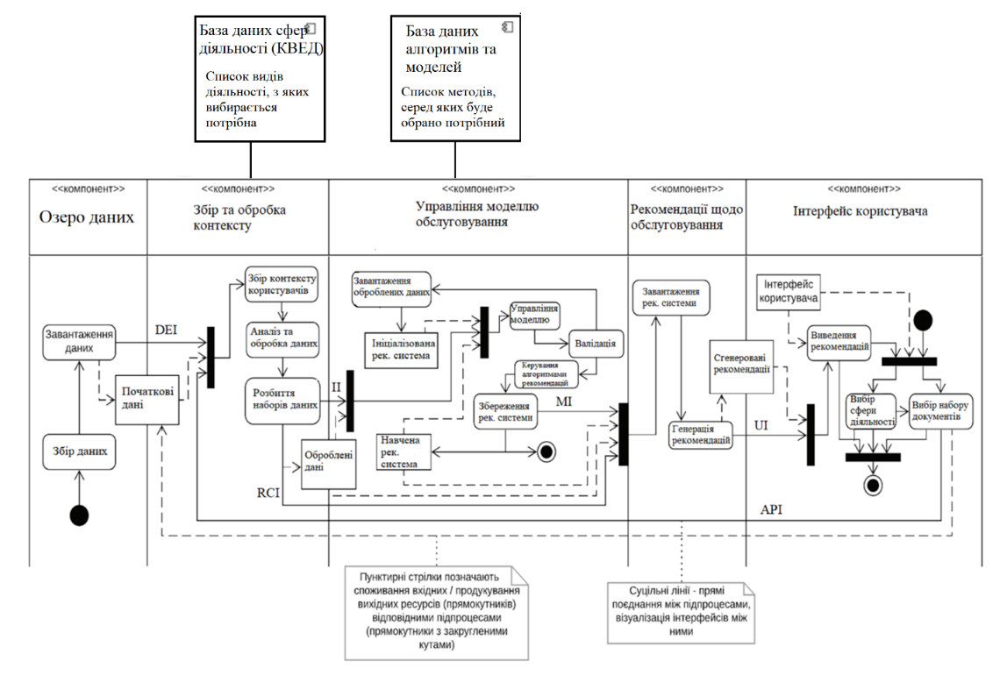 База даних сфер
діяльності (КВЕД)
Список видів
діяльності, з яких
вибирається
потрібна
База даних
алгоритмів та
моделей
Список методів,
серед яких буде
обрано потрібний
<<компонент>>
Озеро даних
<<компонент>>
Збір та обробка
контексту
<<компонент>>
Управління моделлю
обслуговування
<<компонент>>
Рекомендації щодо
обслуговування
<<компонент>>
Інтерфейс користувача
Завантаження
даних
Збір даних
DEI
Початкові
дані
Збір контексту
користувачів
Аналіз та
обробка даних
Розбиття
наборів даних
II
Оброблені
дані
RCI
Завантаження
оброблених даних
Ініціалізована
рек. система
Управління
моделлю
Валідація
Керування
алгоритмами
рекомендацій
Збереження
рек. системи
MI
Навчена
рек.
система
Завантаження
рек. системи
Сгенеровані
рекомендації
Генерація
рекомендацій
UI
Інтерфейс
користувача
Виведення
рекомендацій
Вибір
сфери
діяльності
Вибір набору
документів
API
Пунктирні стрілки позначають
споживання вхідних / продукування
вихідних ресурсів (прямокутників)
відповідними підпроцесами
(прямокутники з закругленими
кутами)
Суцільні лінії - прямі
поєднання між підпроцесами,
візуалізація інтерфейсів між
ними